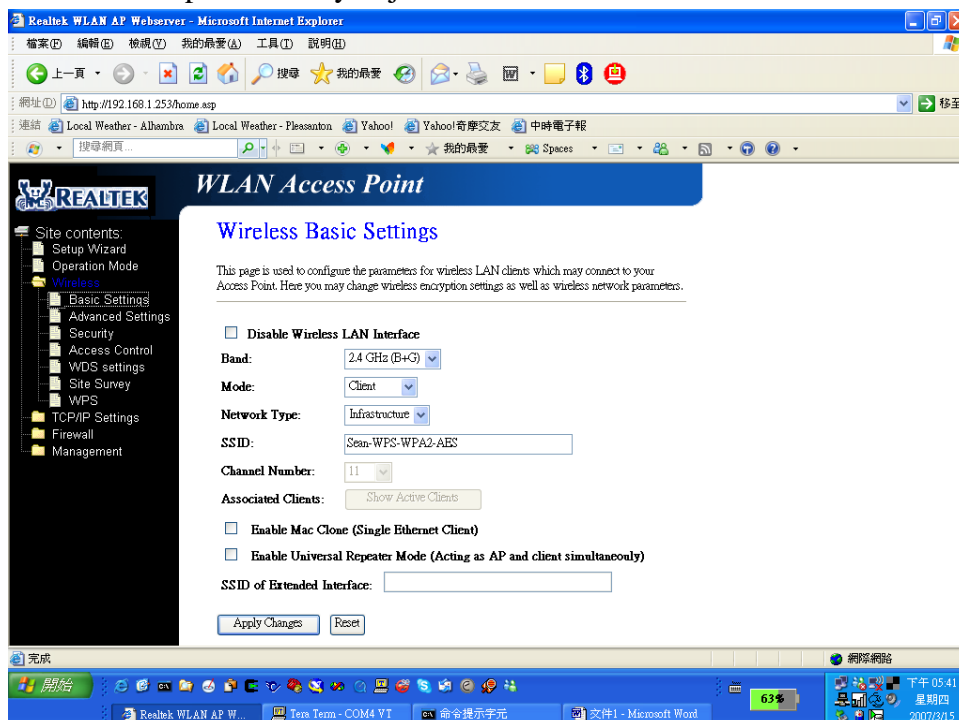 Realtek WLAN AP Webserver - Microsoft Internet Explorer
檔案(F) 編輯(E) 檢視(V) 我的最愛(A) 工具(T) 說明(H)
上一頁 搜尋 我的最愛
網址(D) http://192.168.1.253/home.asp 移至
連結 Local Weather - Alhambra Local Weather - Pleasanton Yahoo! Yahoo!奇摩交友 中時電子報
搜尋網頁... 我的最愛 Spaces
REALTEK
WLAN Access Point
Site contents:
Setup Wizard
Operation Mode
Wireless
Basic Settings
Advanced Settings
Security
Access Control
WDS settings
Site Survey
WPS
TCP/IP Settings
Firewall
Management
Wireless Basic Settings
This page is used to configure the parameters for wireless LAN clients which may connect to your
Access Point. Here you may change wireless encryption settings as well as wireless network parameters.
Disable Wireless LAN Interface
Band: 2.4 GHz (B+G)
Mode: Client
Network Type: Infrastructure
SSID: Sean-WPS-WPA2-AES
Channel Number: 11
Associated Clients: Show Active Clients
Enable Mac Clone (Single Ethernet Client)
Enable Universal Repeater Mode (Acting as AP and client simultaneouly)
SSID of Extended Interface:
Apply Changes Reset
完成 網際網路
開始 63% 下午 05:41
星期四
Realtek WLAN AP W... Tera Term - COM4 VT 命令提示字元 文件1 - Microsoft Word 2007/3/15